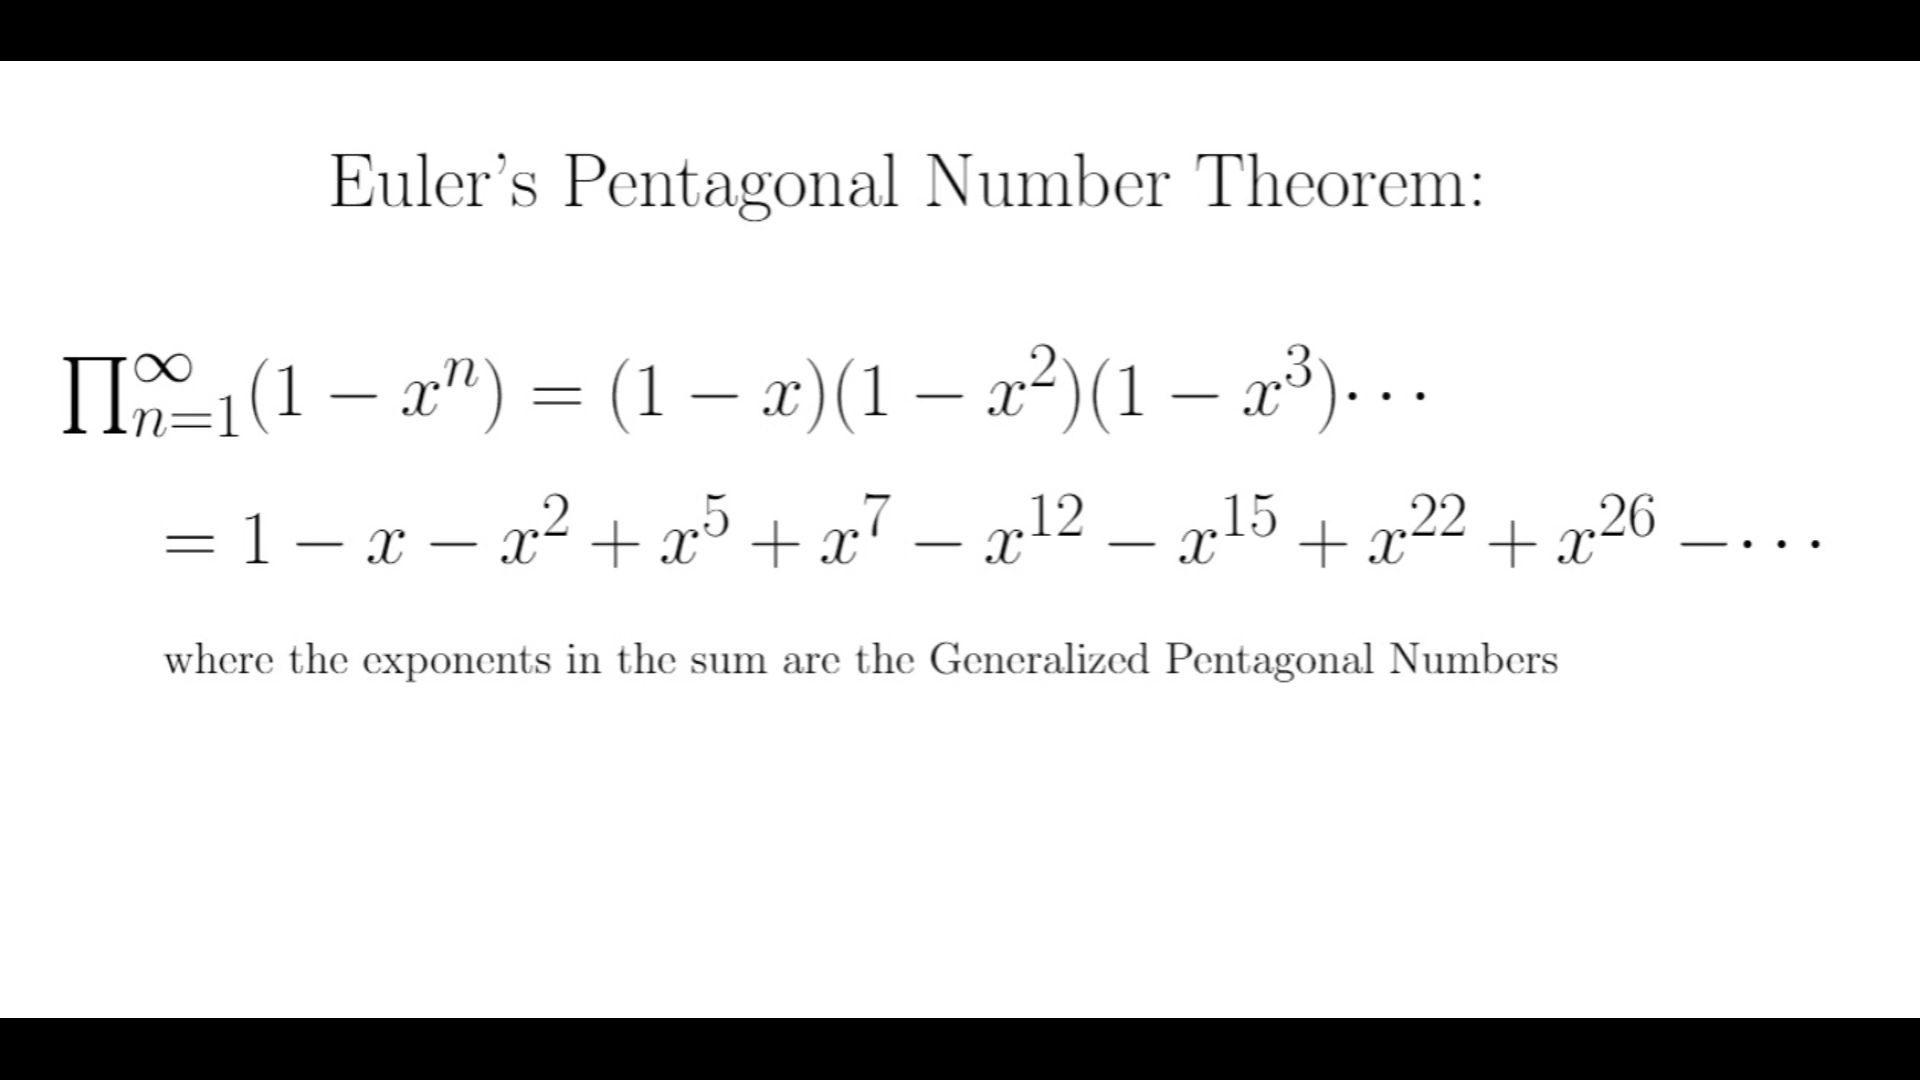 Euler's Pentagonal Number Theorem:
∏_{n=1}^{∞}(1 − x^n) = (1 − x)(1 − x^2)(1 − x^3)···
= 1 − x − x^2 + x^5 + x^7 − x^12 − x^15 + x^22 + x^26 − ···
where the exponents in the sum are the Generalized Pentagonal Numbers